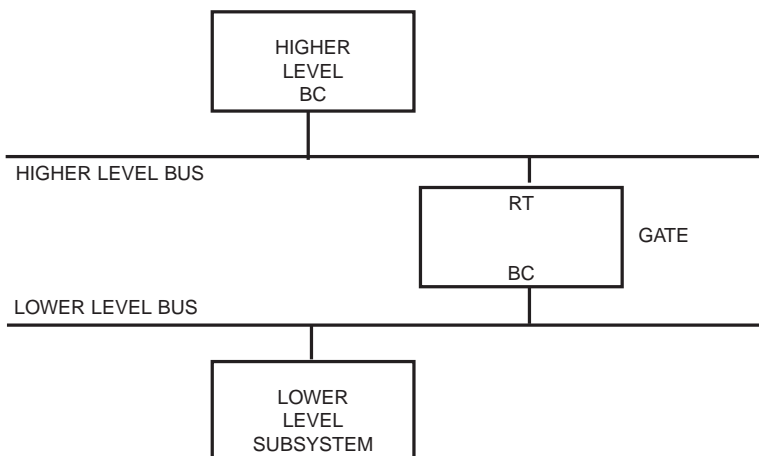 HIGHER
LEVEL
BC
HIGHER LEVEL BUS
RT
GATE
BC
LOWER LEVEL BUS
LOWER
LEVEL
SUBSYSTEM